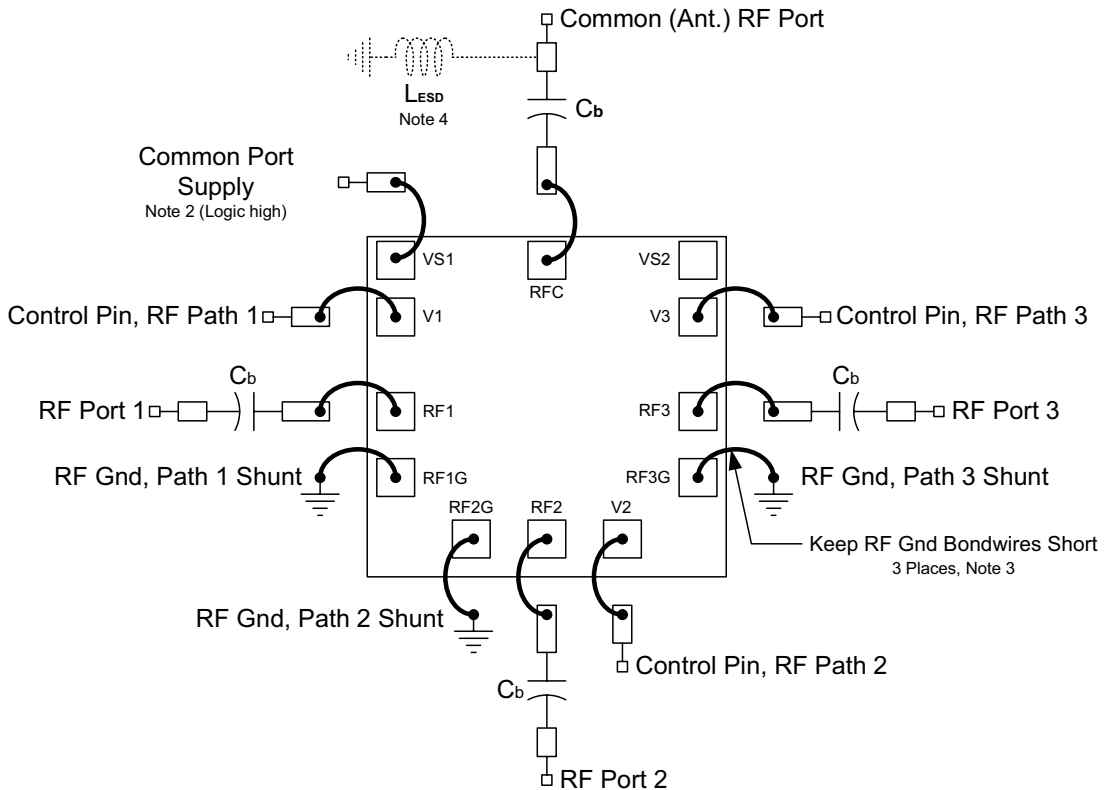 Common (Ant.) RF Port
LESD
Note 4
Cb
Common Port
Supply
Note 2 (Logic high)
VS1
RFC
VS2
Control Pin, RF Path 1
V1
V3
Control Pin, RF Path 3
Cb
Cb
RF Port 1
RF1
RF3
RF Port 3
RF Gnd, Path 1 Shunt
RF1G
RF3G
RF Gnd, Path 3 Shunt
RF2G
RF2
V2
Keep RF Gnd Bondwires Short
3 Places, Note 3
RF Gnd, Path 2 Shunt
Control Pin, RF Path 2
Cb
RF Port 2